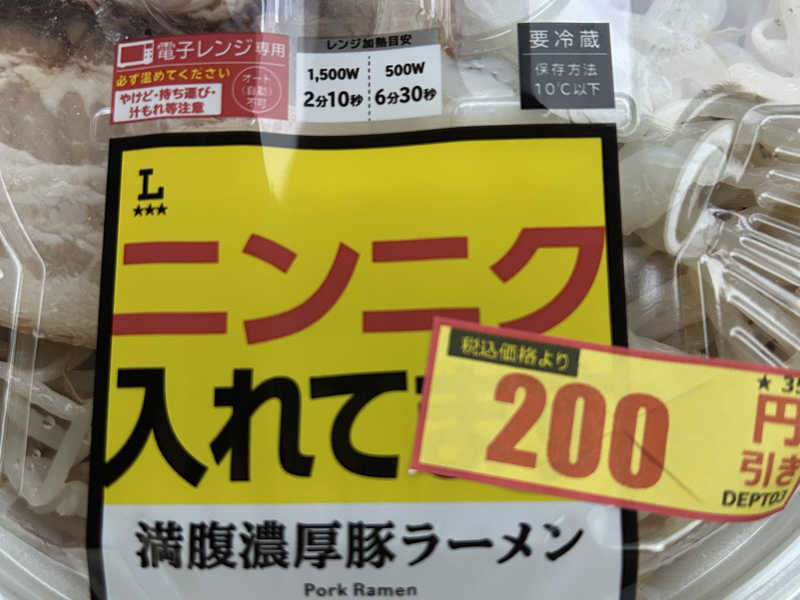 電子レンジ専用
必ず温めてください
やけど・持ち運び・
汁もれ等注意
オート
(自動)
不可
レンジ加熱目安
1,500W
2分10秒
500W
6分30秒
要冷蔵
保存方法
10℃以下
L
★★★
ニンニク
入れて
税込価格より
★
200
円
引き
DEPT03
満腹濃厚豚ラーメン
Pork Ramen